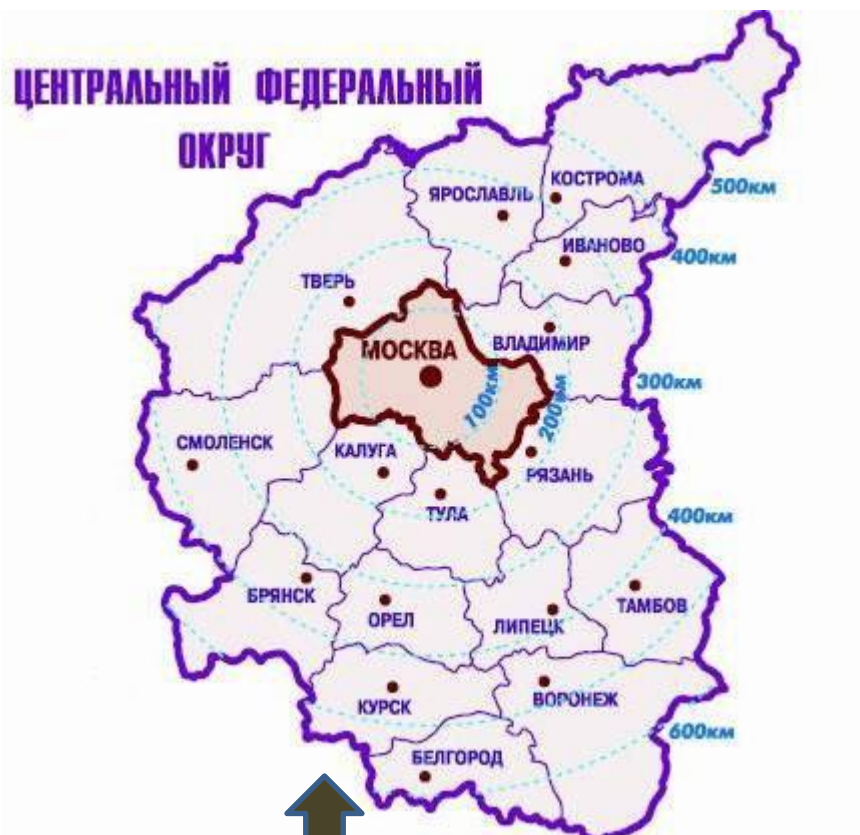 ЦЕНТРАЛЬНЫЙ ФЕДЕРАЛЬНЫЙ
ОКРУГ
КОСТРОМА
ЯРОСЛАВЛЬ
500км
ИВАНОВО
400км
ТВЕРЬ
ВЛАДИМИР
МОСКВА
300км
100км
200км
СМОЛЕНСК
КАЛУГА
РЯЗАНЬ
ТУЛА
400км
БРЯНСК
ОРЕЛ
ЛИПЕЦК
ТАМБОВ
КУРСК
ВОРОНЕЖ
600км
БЕЛГОРОД